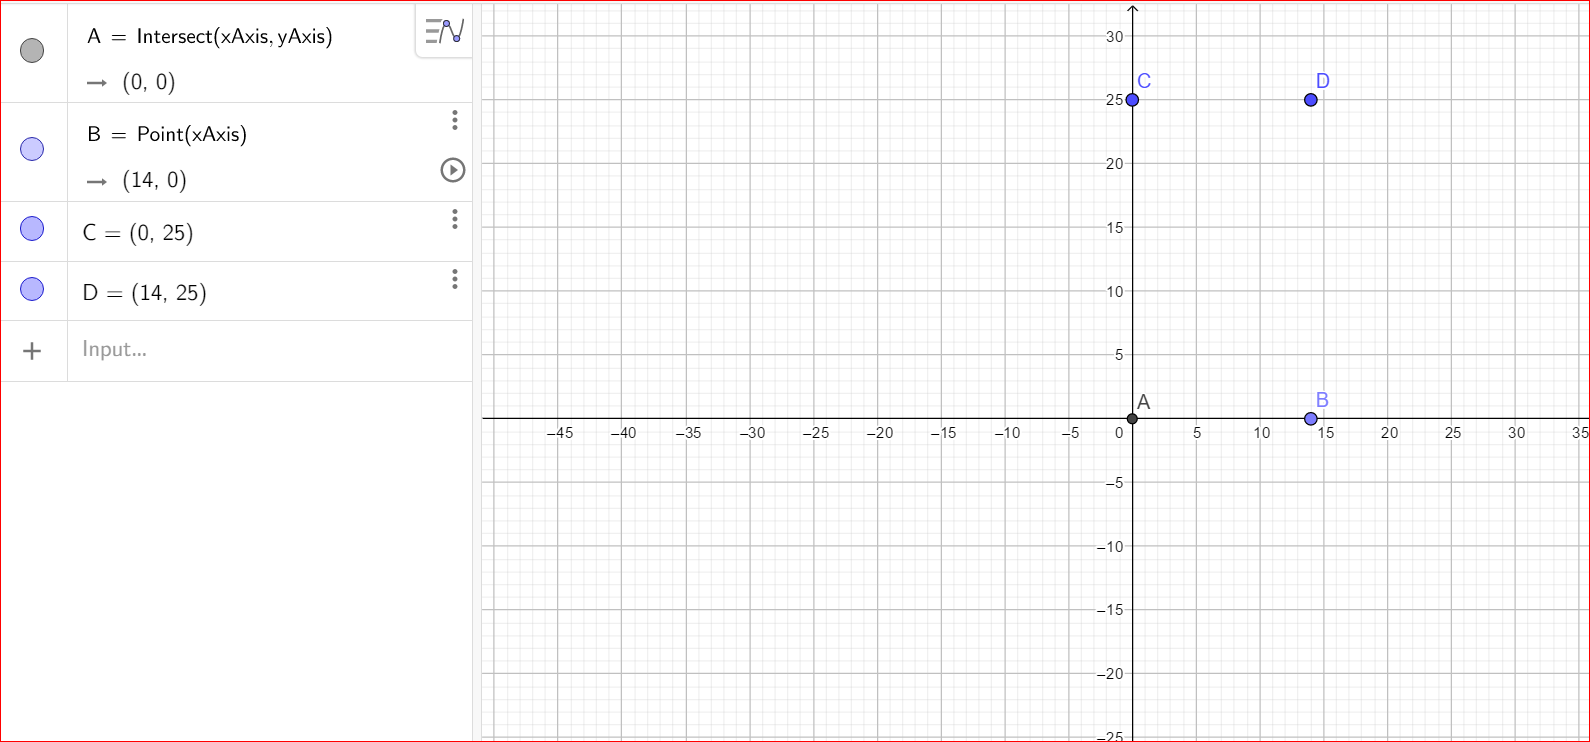 A = Intersect(xAxis, yAxis)
→ (0, 0)
B = Point(xAxis)
→ (14, 0)
C = (0, 25)
D = (14, 25)
+ Input...
30
C
D
25
20
15
10
5
A
B
−45 −40 −35 −30 −25 −20 −15 −10 −5 0 5 10 15 20 25 30 35
−5
−10
−15
−20
−25